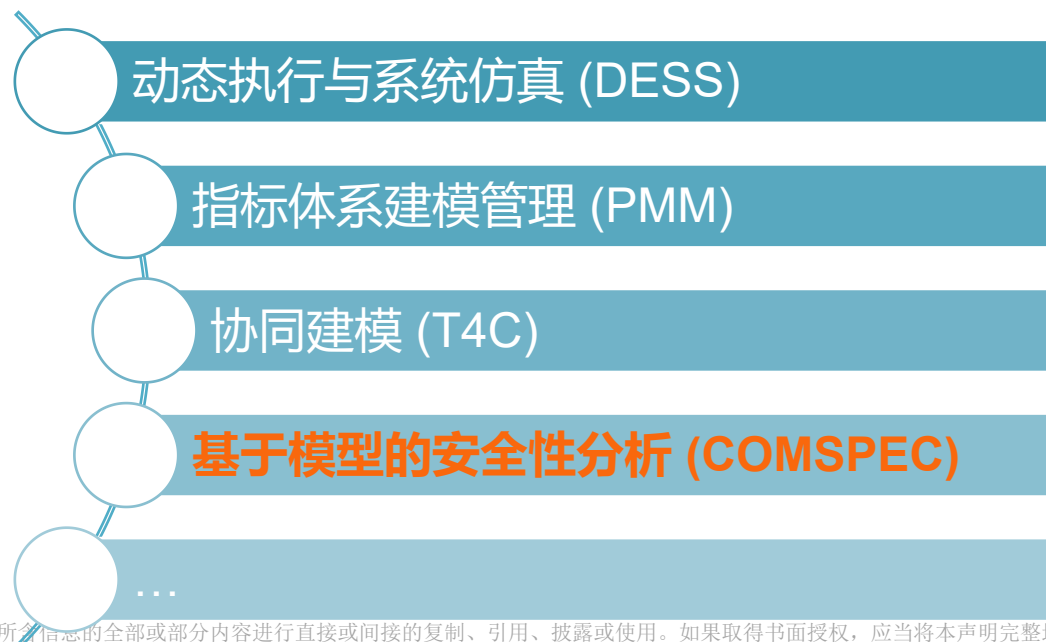 动态执行与系统仿真 (DESS)
指标体系建模管理 (PMM)
协同建模 (T4C)
基于模型的安全性分析 (COMSPEC)
...
所含信息的全部或部分内容进行直接或间接的复制、引用、披露或使用。如果取得书面授权，应当将本声明完整